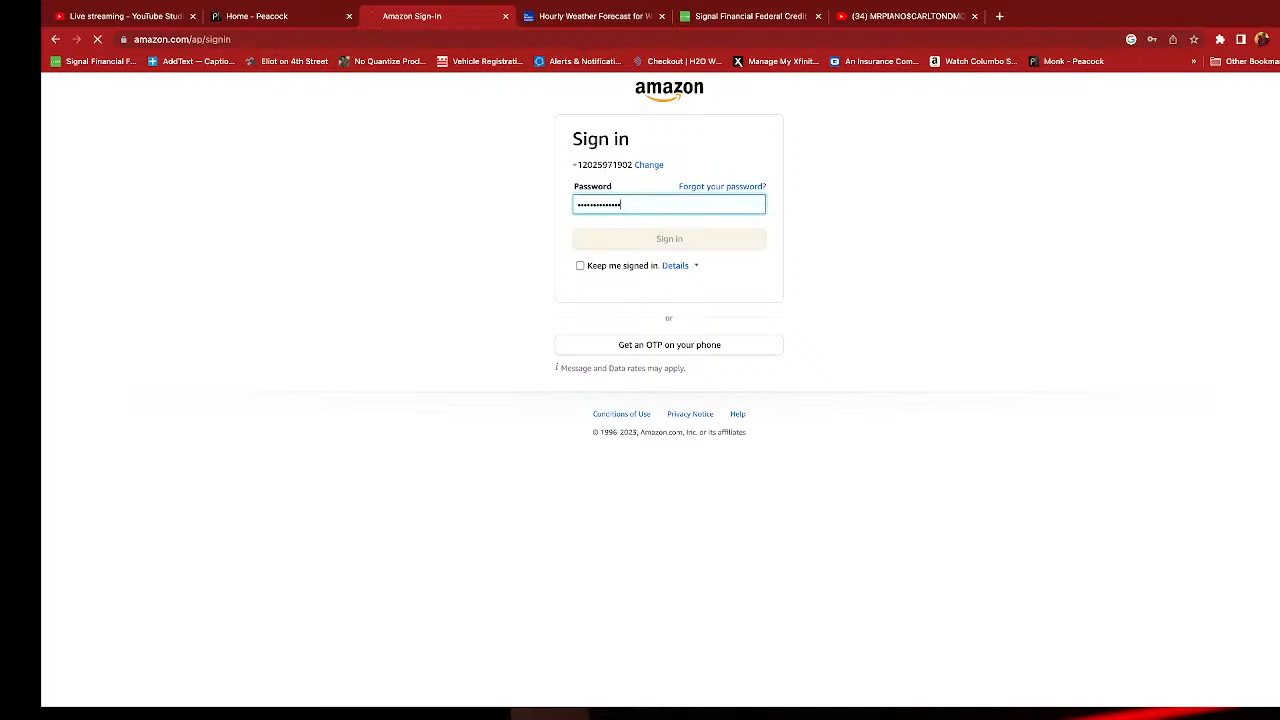 Live streaming - YouTube Studi
Home - Peacock
Amazon Sign-In
Hourly Weather Forecast for W
Signal Financial Federal Credit
(34) MRPIANO$CARLTONDMO
amazon.com/ap/signin
Signal Financial F...
AddText — Captio...
Eliot on 4th Street
No Quantize Prod...
Vehicle Registrati...
Alerts & Notificati...
Checkout | H2O W...
Manage My Xfinit...
An Insurance Com...
Watch Columbo S...
Monk - Peacock
»
Other Bookmar
amazon
Sign in
+12025971902 Change
Password
Forgot your password?
Sign in
Keep me signed in. Details
or
Get an OTP on your phone
i Message and Data rates may apply.
Conditions of Use
Privacy Notice
Help
© 1996-2023, Amazon.com, Inc. or its affiliates